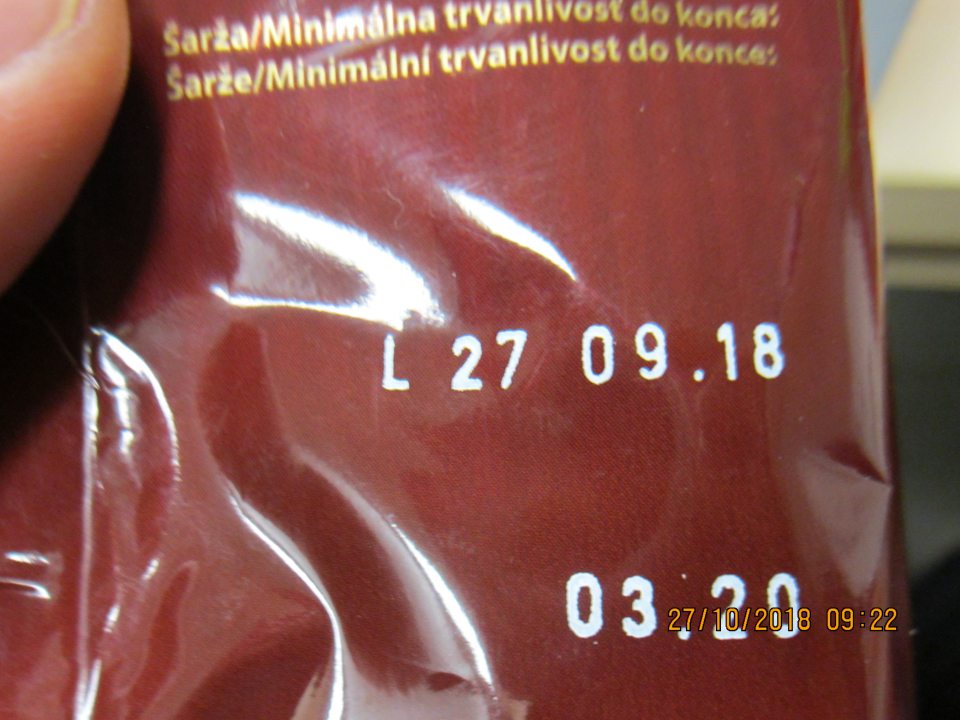 Šarža/Minimálna trvanlivosť do konca:
Šarže/Minimální trvanlivost do konce:
L 27 09.18
03.20
27/10/2018 09:22